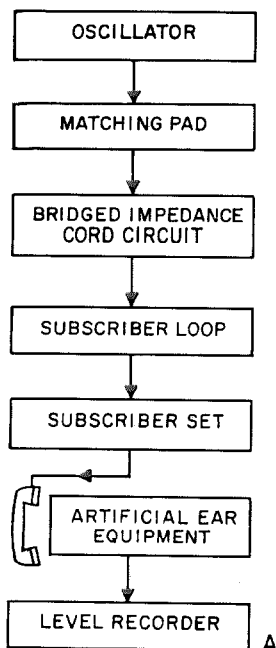 OSCILLATOR
MATCHING PAD
BRIDGED IMPEDANCE
CORD CIRCUIT
SUBSCRIBER LOOP
SUBSCRIBER SET
ARTIFICIAL EAR
EQUIPMENT
LEVEL RECORDER
A